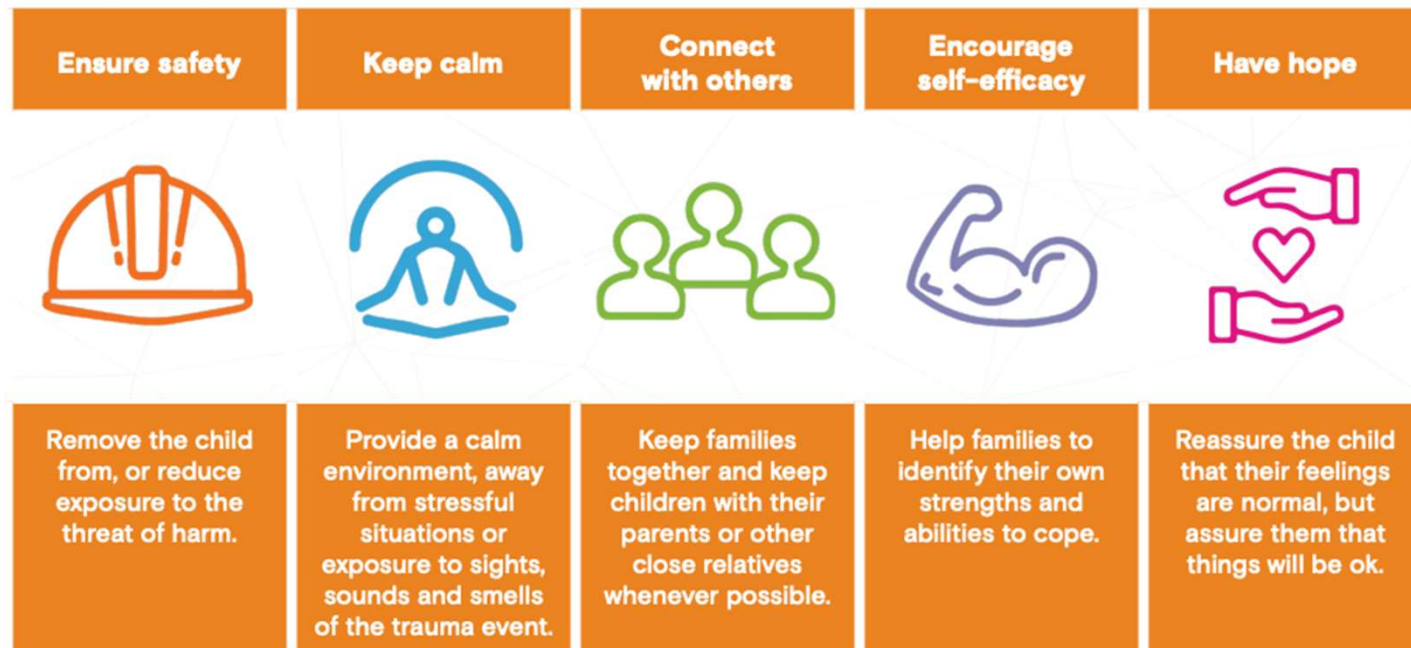 Ensure safety
Keep calm
Connect
with others
Encourage
self-efficacy
Have hope
Remove the child
from, or reduce
exposure to the
threat of harm.
Provide a calm
environment, away
from stressful
situations or
exposure to sights,
sounds and smells
of the trauma event.
Keep families
together and keep
children with their
parents or other
close relatives
whenever possible.
Help families to
identify their own
strengths and
abilities to cope.
Reassure the child
that their feelings
are normal, but
assure them that
things will be ok.